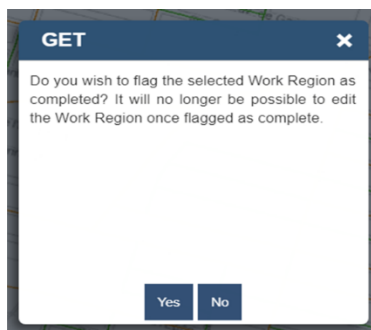 GET
Do you wish to flag the selected Work Region as
completed? It will no longer be possible to edit
the Work Region once flagged as complete.
Yes No